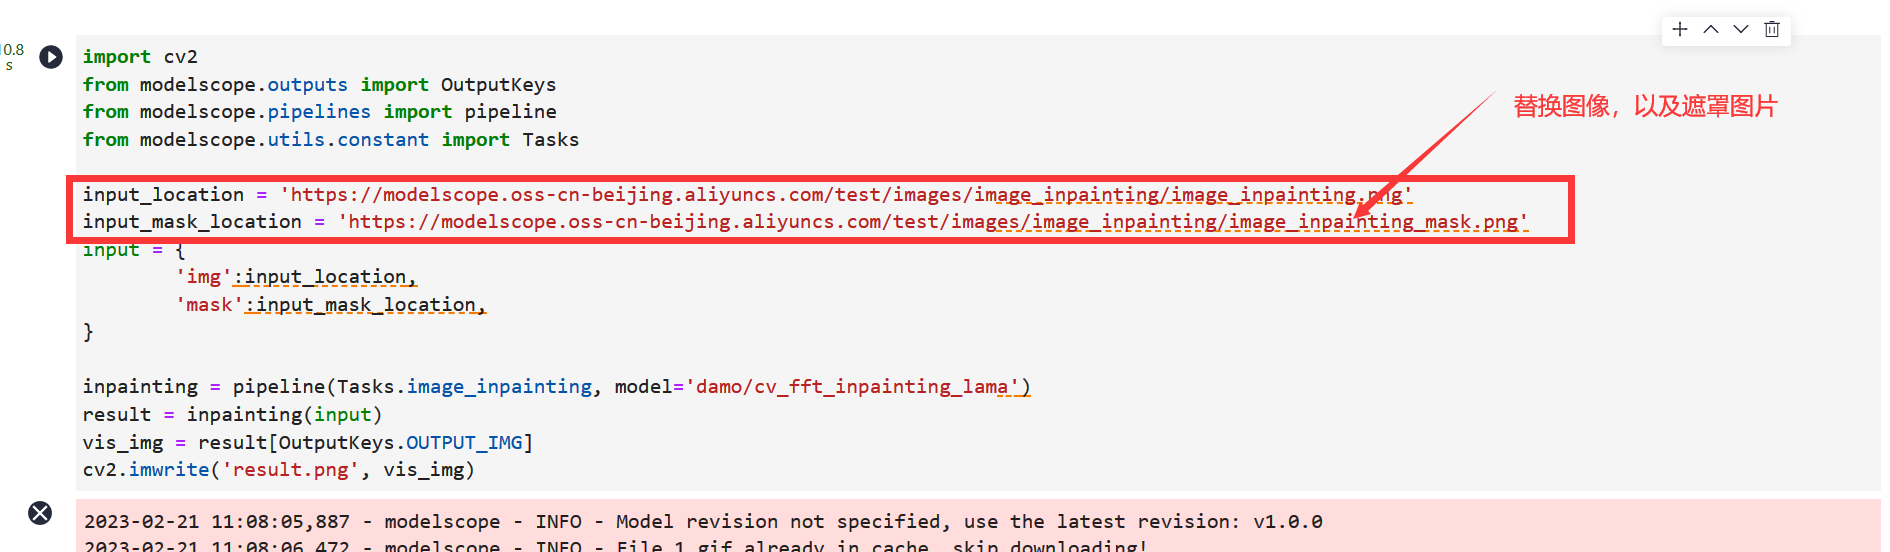 10.8
s
import cv2
from modelscope.outputs import OutputKeys
from modelscope.pipelines import pipeline
from modelscope.utils.constant import Tasks
替换图像，以及遮罩图片
input_location = 'https://modelscope.oss-cn-beijing.aliyuncs.com/test/images/image_inpainting/image_inpainting.png'
input_mask_location = 'https://modelscope.oss-cn-beijing.aliyuncs.com/test/images/image_inpainting/image_inpainting_mask.png'
input = {
'img':input_location,
'mask':input_mask_location,
}
inpainting = pipeline(Tasks.image_inpainting, model='damo/cv_fft_inpainting_lama')
result = inpainting(input)
vis_img = result[OutputKeys.OUTPUT_IMG]
cv2.imwrite('result.png', vis_img)
2023-02-21 11:08:05,887 - modelscope - INFO - Model revision not specified, use the latest revision: v1.0.0
2023-02-21 11:08:06,472 - modelscope - INFO - File 1.gif already in cache, skip downloading!